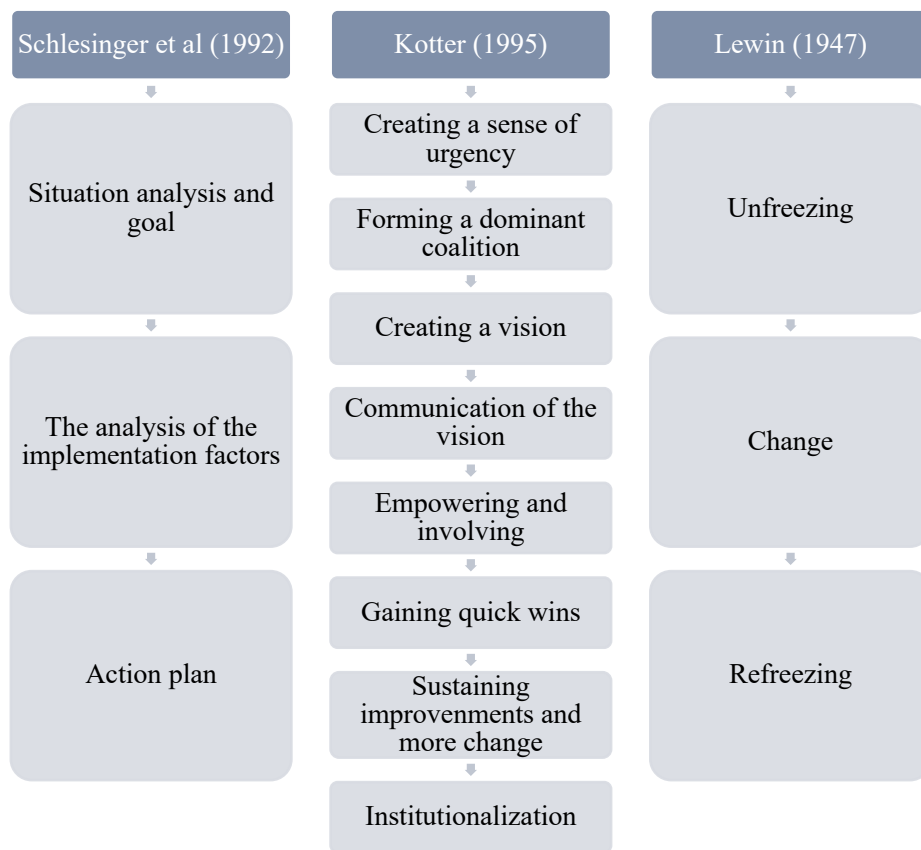 Schlesinger et al (1992)
Situation analysis and
goal
The analysis of the
implementation factors
Action plan
Kotter (1995)
Creating a sense of
urgency
Forming a dominant
coalition
Creating a vision
Communication of the
vision
Empowering and
involving
Gaining quick wins
Sustaining
improvenments and
more change
Institutionalization
Lewin (1947)
Unfreezing
Change
Refreezing